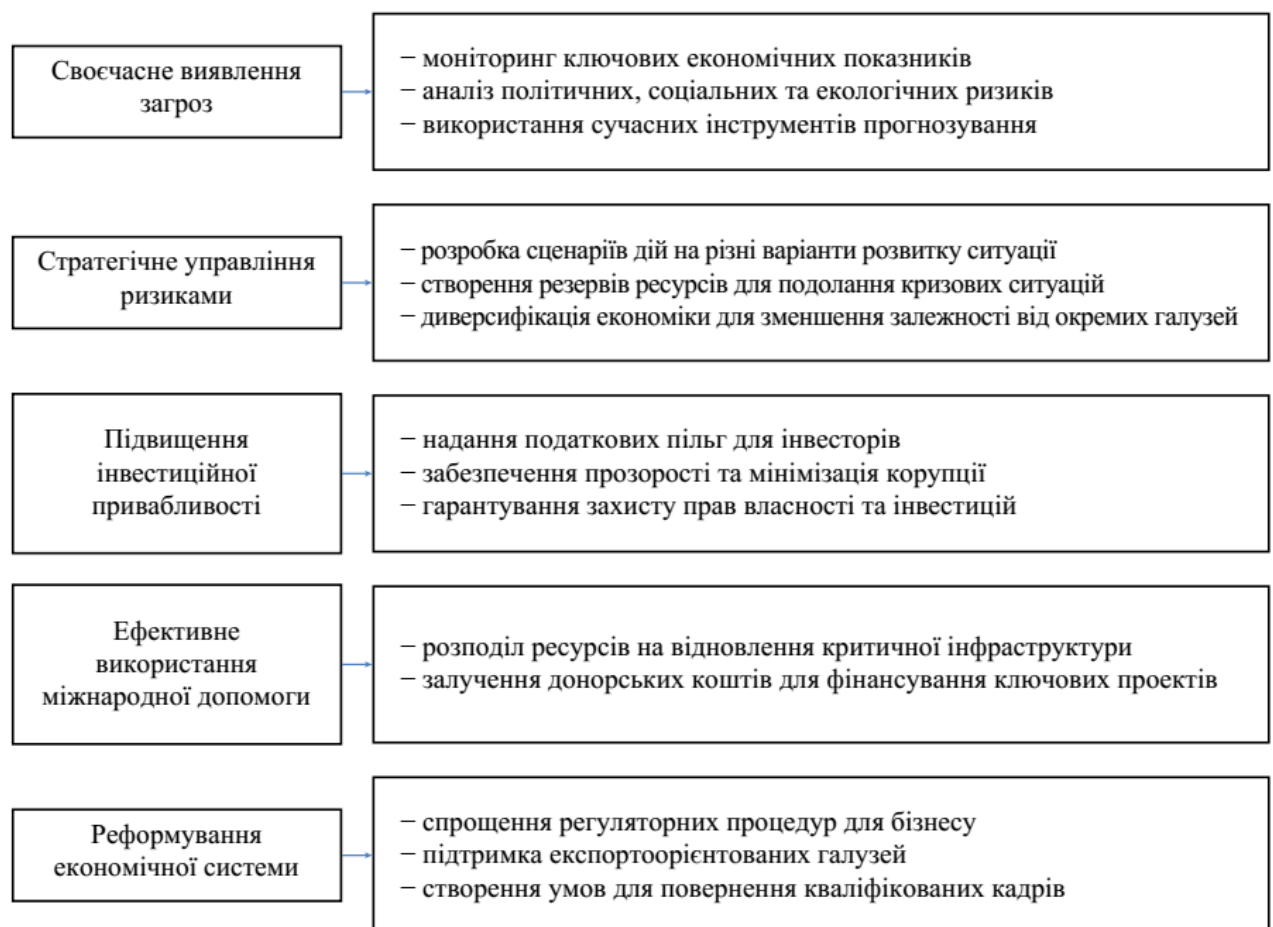 Своєчасне виявлення
загроз
– моніторинг ключових економічних показників
– аналіз політичних, соціальних та екологічних ризиків
– використання сучасних інструментів прогнозування
Стратегічне управління
ризиками
– розробка сценаріїв дій на різні варіанти розвитку ситуації
– створення резервів ресурсів для подолання кризових ситуацій
– диверсифікація економіки для зменшення залежності від окремих галузей
Підвищення
інвестиційної
привабливості
– надання податкових пільг для інвесторів
– забезпечення прозорості та мінімізація корупції
– гарантування захисту прав власності та інвестицій
Ефективне
використання
міжнародної допомоги
– розподіл ресурсів на відновлення критичної інфраструктури
– залучення донорських коштів для фінансування ключових проектів
Реформування
економічної системи
– спрощення регуляторних процедур для бізнесу
– підтримка експортоорієнтованих галузей
– створення умов для повернення кваліфікованих кадрів